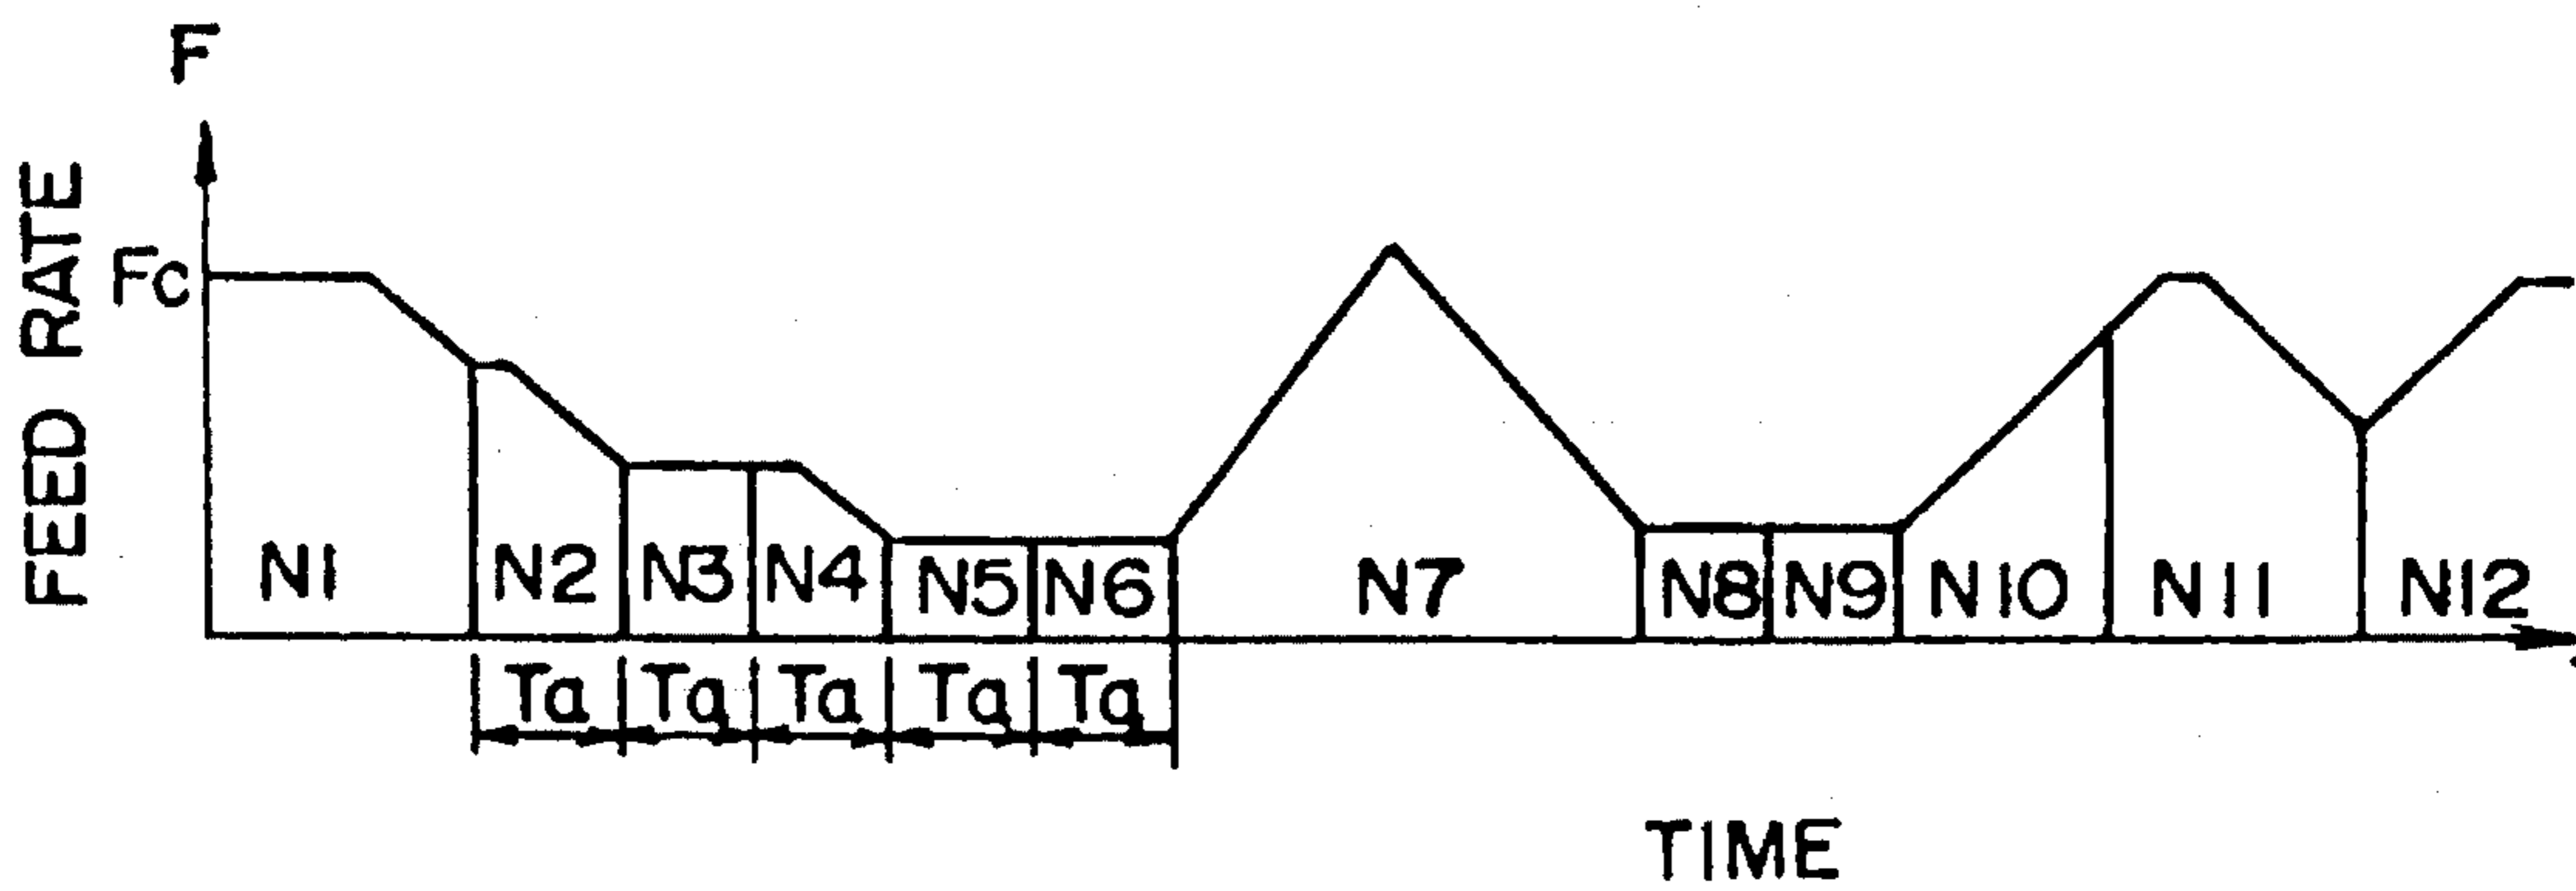 F
FEED RATE
Fc
N1 N2 N3 N4 N5 N6 N7 N8 N9 N10 N11 N12
Ta Ta Ta Ta Ta
TIME